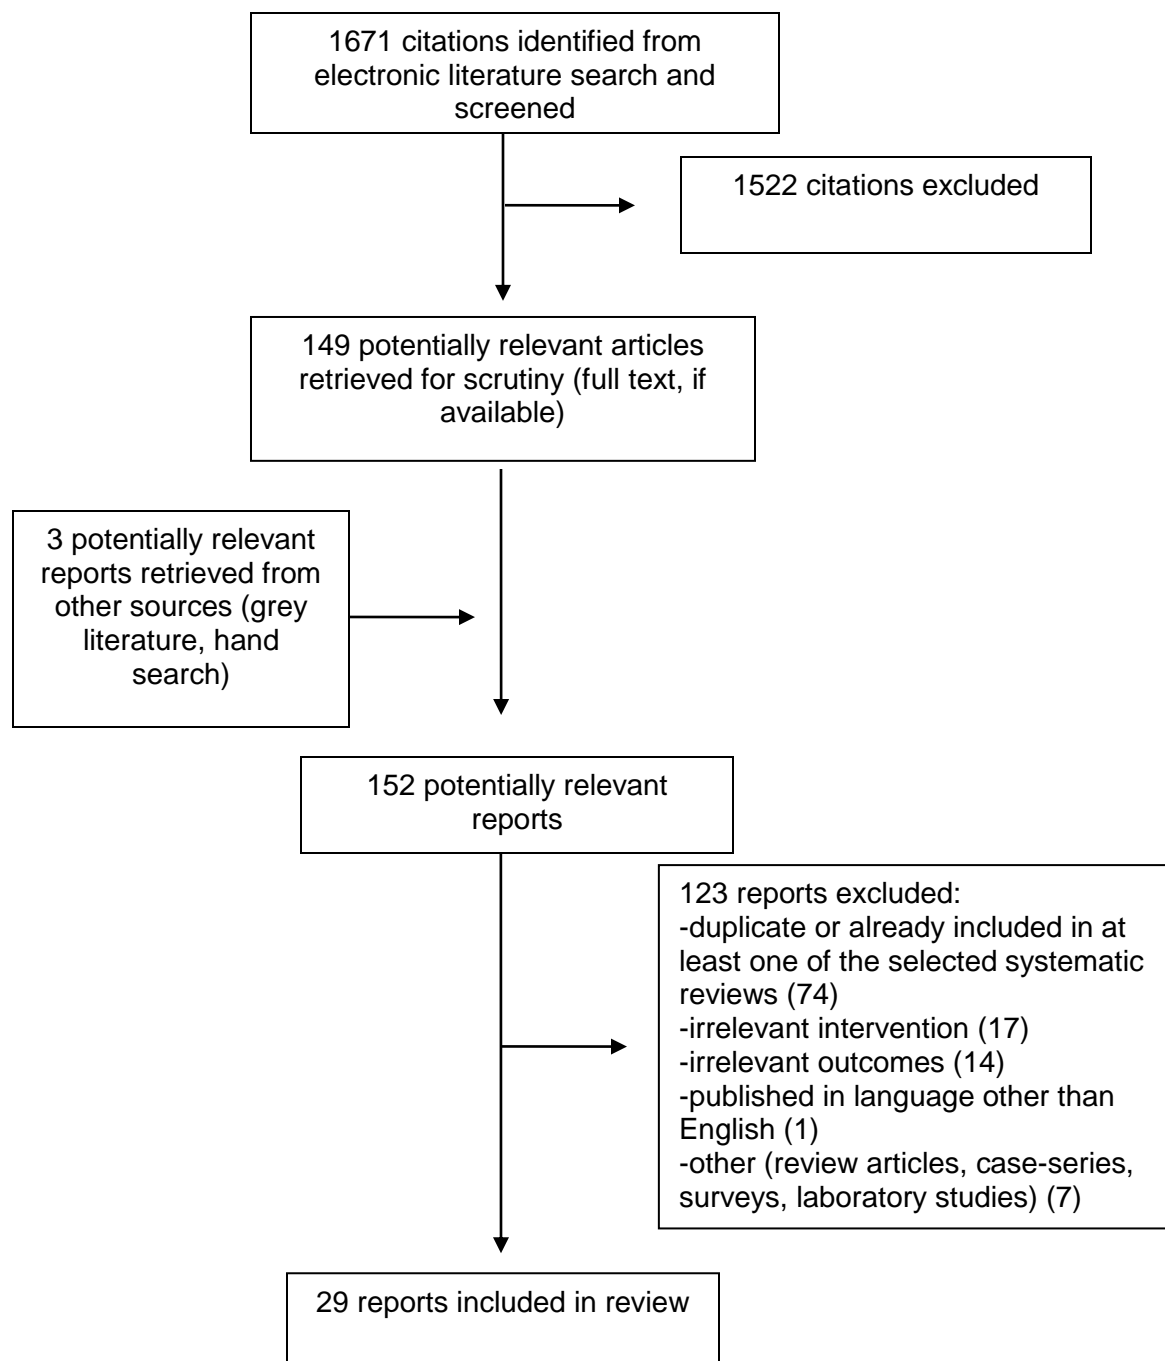 1671 citations identified from
electronic literature search and
screened
1522 citations excluded
149 potentially relevant articles
retrieved for scrutiny (full text, if
available)
3 potentially relevant
reports retrieved from
other sources (grey
literature, hand
search)
152 potentially relevant
reports
123 reports excluded:
-duplicate or already included in at
least one of the selected systematic
reviews (74)
-irrelevant intervention (17)
-irrelevant outcomes (14)
-published in language other than
English (1)
-other (review articles, case-series,
surveys, laboratory studies) (7)
29 reports included in review